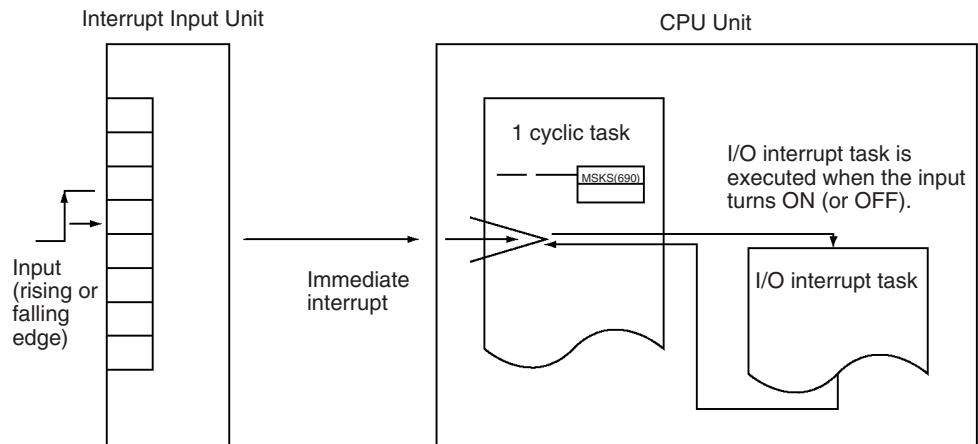 Interrupt Input Unit
CPU Unit
1 cyclic task
MSKS(690)
I/O interrupt task is
executed when the input
turns ON (or OFF).
Input
(rising or
falling
edge)
Immediate
interrupt
I/O interrupt task